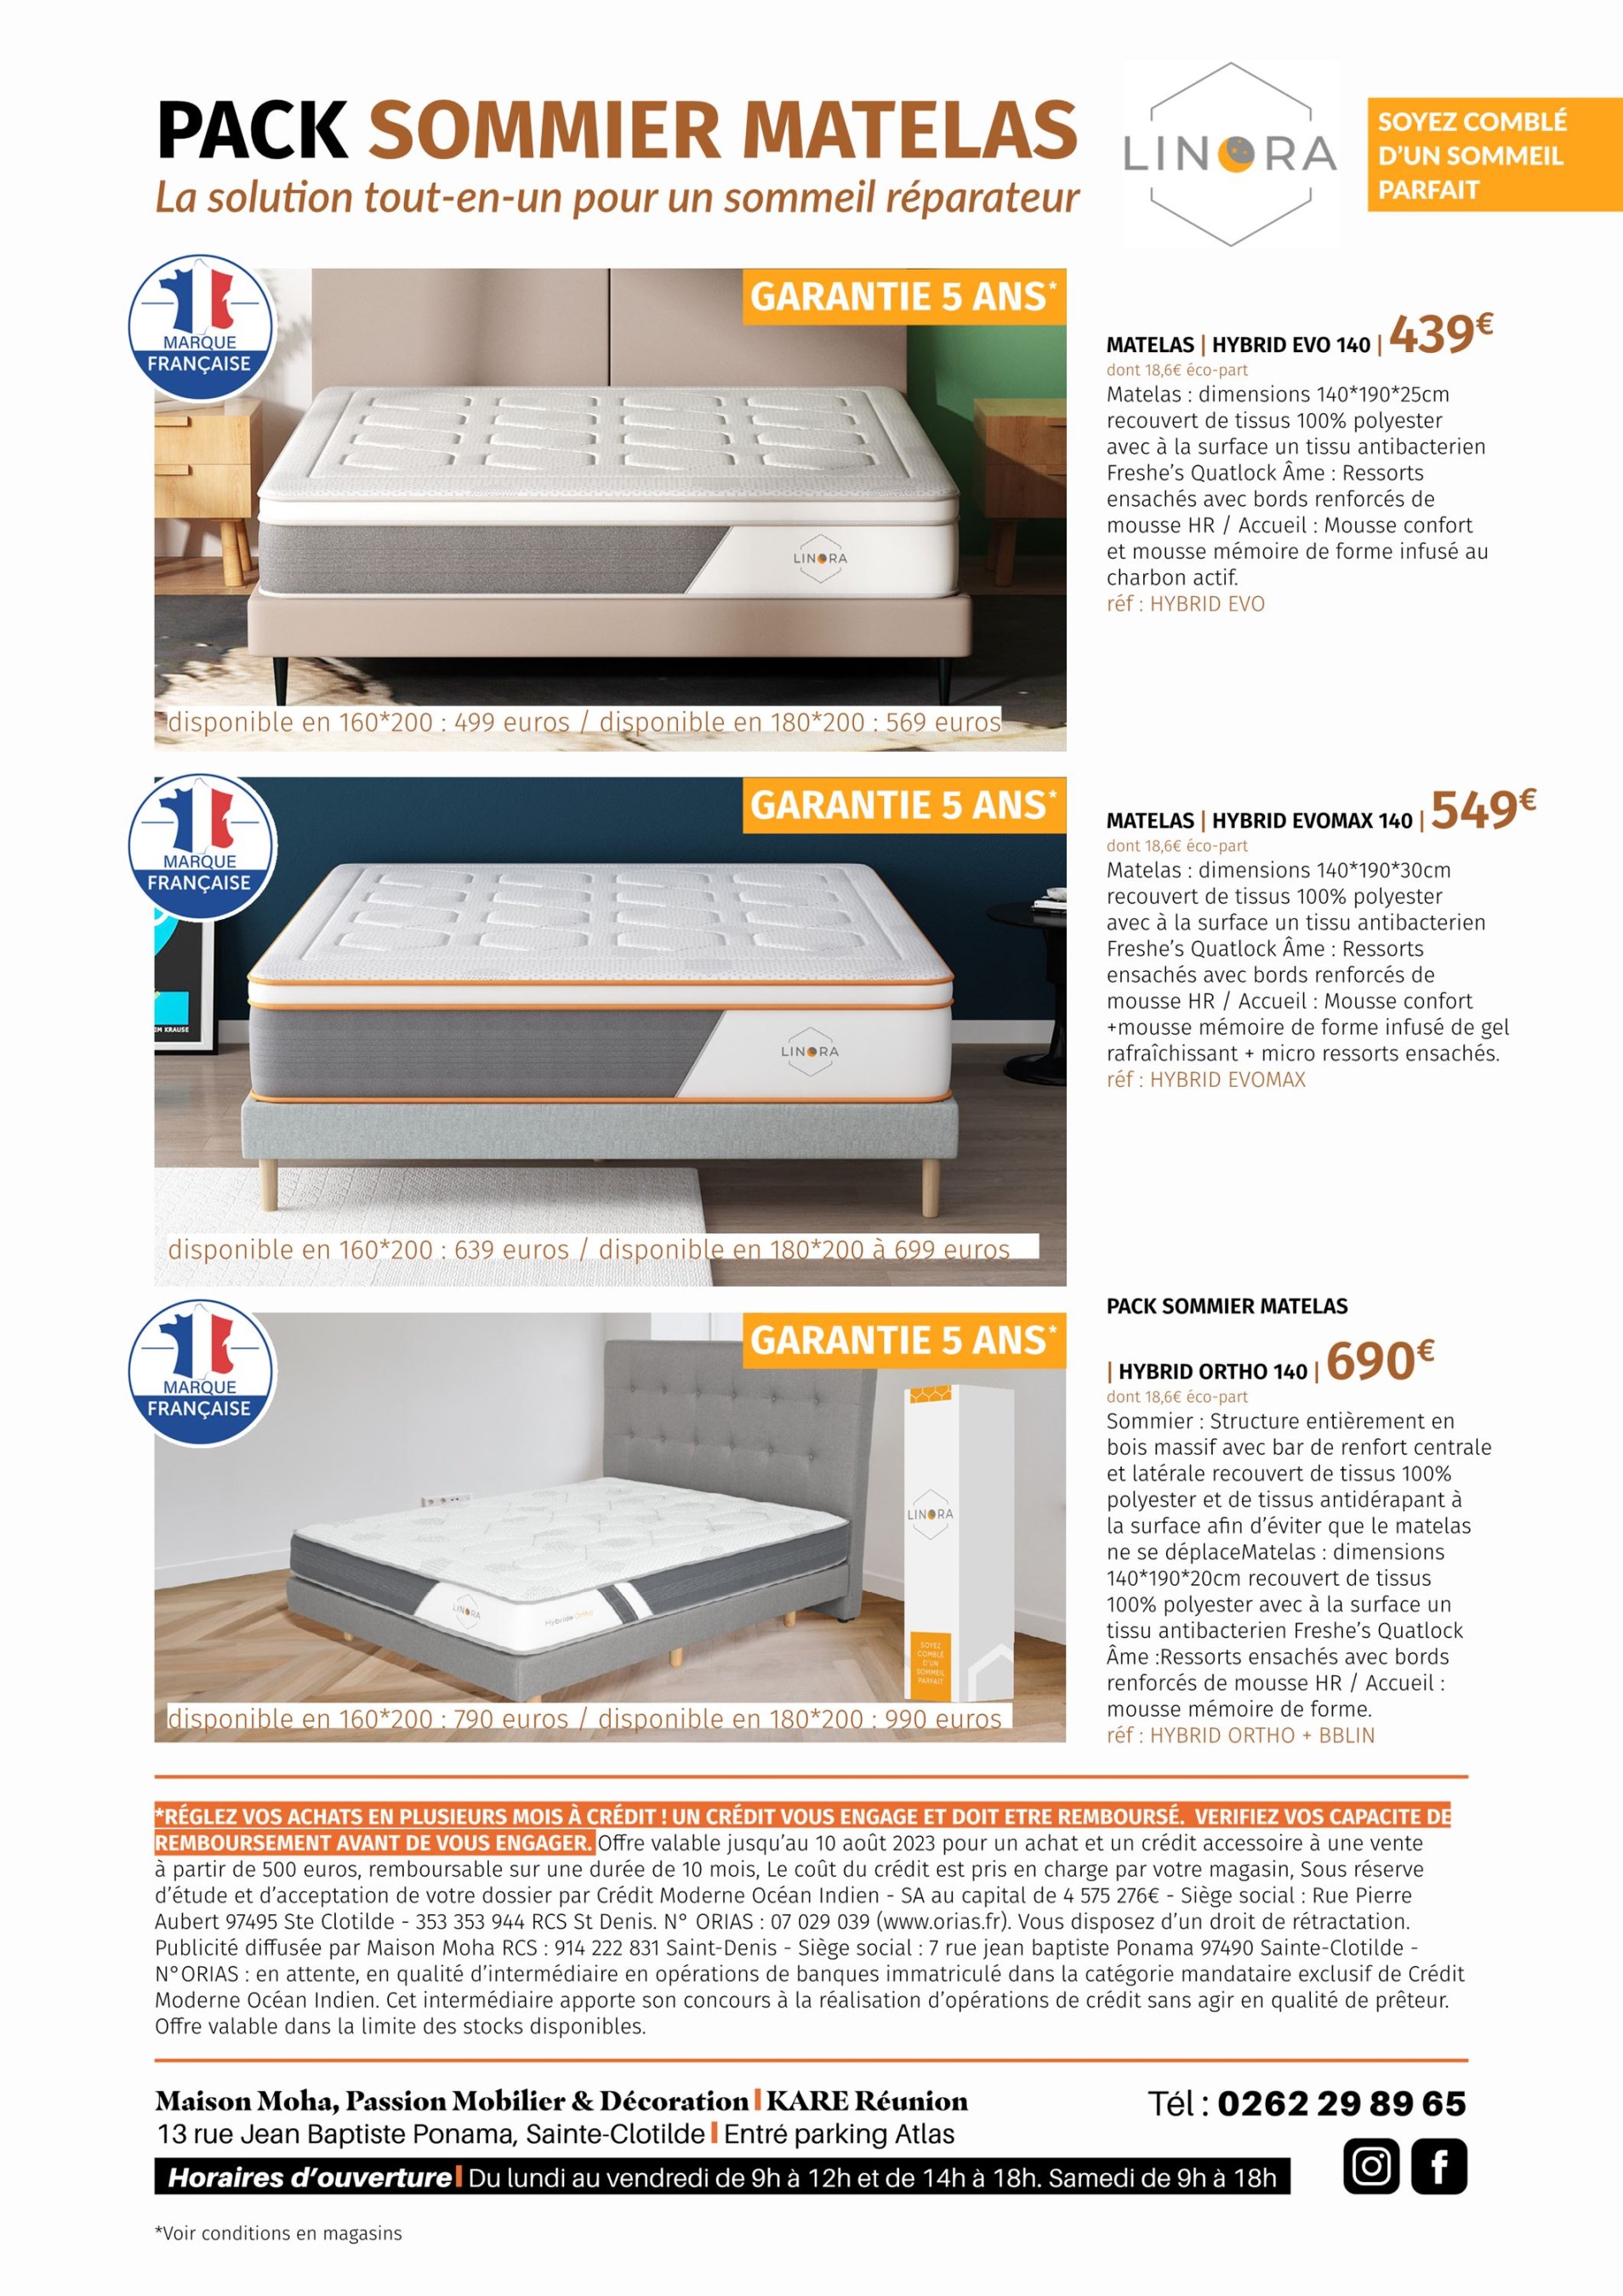 PACK SOMMIER MATELAS
La solution tout-en-un pour un sommeil réparateur
LINORA
SOYEZ COMBLÉ
D'UN SOMMEIL
PARFAIT
MARQUE
FRANÇAISE
GARANTIE 5 ANS*
LINORA
disponible en 160*200 : 499 euros / disponible en 180*200 : 569 euros
MATELAS | HYBRID EVO 140 | 439€
dont 18,6€ éco-part
Matelas : dimensions 140*190*25cm
recouvert de tissus 100% polyester
avec à la surface un tissu antibacterien
Freshe's Quatlock Âme : Ressorts
ensachés avec bords renforcés de
mousse HR / Accueil : Mousse confort
et mousse mémoire de forme infusé au
charbon actif.
réf : HYBRID EVO
MARQUE
FRANÇAISE
GARANTIE 5 ANS*
EM KRAUSE
LINORA
disponible en 160*200 : 639 euros / disponible en 180*200 à 699 euros
MATELAS | HYBRID EVOMAX 140 | 549€
dont 18,6€ éco-part
Matelas : dimensions 140*190*30cm
recouvert de tissus 100% polyester
avec à la surface un tissu antibacterien
Freshe's Quatlock Âme : Ressorts
ensachés avec bords renforcés de
mousse HR / Accueil : Mousse confort
+mousse mémoire de forme infusé de gel
rafraîchissant + micro ressorts ensachés.
réf : HYBRID EVOMAX
MARQUE
FRANÇAISE
GARANTIE 5 ANS*
LINORA
LINORA
Hybride Ortho
SOYEZ
COMBLÉ
D'UN
SOMMEIL
PARFAIT
disponible en 160*200 : 790 euros / disponible en 180*200 : 990 euros
PACK SOMMIER MATELAS
| HYBRID ORTHO 140 | 690€
dont 18,6€ éco-part
Sommier : Structure entièrement en
bois massif avec bar de renfort centrale
et latérale recouvert de tissus 100%
polyester et de tissus antidérapant à
la surface afin d'éviter que le matelas
ne se déplaceMatelas : dimensions
140*190*20cm recouvert de tissus
100% polyester avec à la surface un
tissu antibacterien Freshe's Quatlock
Âme :Ressorts ensachés avec bords
renforcés de mousse HR / Accueil :
mousse mémoire de forme.
réf : HYBRID ORTHO + BBLIN
*RÉGLEZ VOS ACHATS EN PLUSIEURS MOIS À CRÉDIT ! UN CRÉDIT VOUS ENGAGE ET DOIT ETRE REMBOURSÉ. VERIFIEZ VOS CAPACITE DE
REMBOURSEMENT AVANT DE VOUS ENGAGER. Offre valable jusqu'au 10 août 2023 pour un achat et un crédit accessoire à une vente
à partir de 500 euros, remboursable sur une durée de 10 mois, Le coût du crédit est pris en charge par votre magasin, Sous réserve
d'étude et d'acceptation de votre dossier par Crédit Moderne Océan Indien - SA au capital de 4 575 276€ - Siège social : Rue Pierre
Aubert 97495 Ste Clotilde - 353 353 944 RCS St Denis. N° ORIAS : 07 029 039 (www.orias.fr). Vous disposez d'un droit de rétractation.
Publicité diffusée par Maison Moha RCS : 914 222 831 Saint-Denis - Siège social : 7 rue jean baptiste Ponama 97490 Sainte-Clotilde -
N°ORIAS : en attente, en qualité d'intermédiaire en opérations de banques immatriculé dans la catégorie mandataire exclusif de Crédit
Moderne Océan Indien. Cet intermédiaire apporte son concours à la réalisation d'opérations de crédit sans agir en qualité de prêteur.
Offre valable dans la limite des stocks disponibles.
Maison Moha, Passion Mobilier & Décoration | KARE Réunion
13 rue Jean Baptiste Ponama, Sainte-Clotilde | Entré parking Atlas
Tél : 0262 29 89 65
Horaires d'ouverture | Du lundi au vendredi de 9h à 12h et de 14h à 18h. Samedi de 9h à 18h
*Voir conditions en magasins